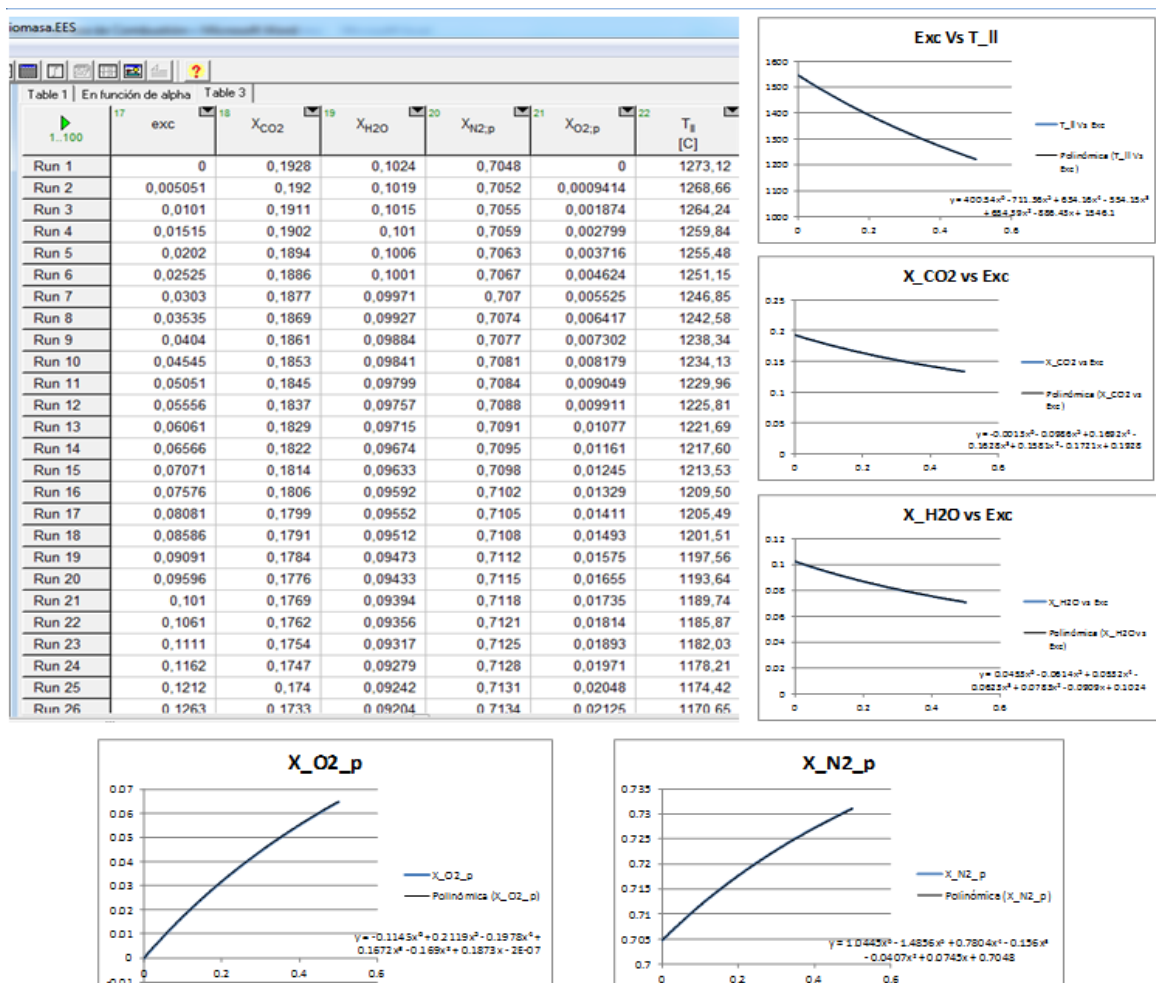 iomasa.EES
?
Table 1 En función de alpha Table 3
1..100 17 exc 18 X_CO2 19 X_H2O 20 X_N2;p 21 X_O2;p 22 T_ll [C]
Run 1 0 0,1928 0,1024 0,7048 0 1273,12
Run 2 0,005051 0,192 0,1019 0,7052 0,0009414 1268,66
Run 3 0,0101 0,1911 0,1015 0,7055 0,001874 1264,24
Run 4 0,01515 0,1902 0,101 0,7059 0,002799 1259,84
Run 5 0,0202 0,1894 0,1006 0,7063 0,003716 1255,48
Run 6 0,02525 0,1886 0,1001 0,7067 0,004624 1251,15
Run 7 0,0303 0,1877 0,09971 0,707 0,005525 1246,85
Run 8 0,03535 0,1869 0,09927 0,7074 0,006417 1242,58
Run 9 0,0404 0,1861 0,09884 0,7077 0,007302 1238,34
Run 10 0,04545 0,1853 0,09841 0,7081 0,008179 1234,13
Run 11 0,05051 0,1845 0,09799 0,7084 0,009049 1229,96
Run 12 0,05556 0,1837 0,09757 0,7088 0,009911 1225,81
Run 13 0,06061 0,1829 0,09715 0,7091 0,01077 1221,69
Run 14 0,06566 0,1822 0,09674 0,7095 0,01161 1217,60
Run 15 0,07071 0,1814 0,09633 0,7098 0,01245 1213,53
Run 16 0,07576 0,1806 0,09592 0,7102 0,01329 1209,50
Run 17 0,08081 0,1799 0,09552 0,7105 0,01411 1205,49
Run 18 0,08586 0,1791 0,09512 0,7108 0,01493 1201,51
Run 19 0,09091 0,1784 0,09473 0,7112 0,01575 1197,56
Run 20 0,09596 0,1776 0,09433 0,7115 0,01655 1193,64
Run 21 0,101 0,1769 0,09394 0,7118 0,01735 1189,74
Run 22 0,1061 0,1762 0,09356 0,7121 0,01814 1185,87
Run 23 0,1111 0,1754 0,09317 0,7125 0,01893 1182,03
Run 24 0,1162 0,1747 0,09279 0,7128 0,01971 1178,21
Run 25 0,1212 0,174 0,09242 0,7131 0,02048 1174,42
Run 26 0,1263 0,1733 0,09204 0,7134 0,02125 1170,65
Exc Vs T_ll
1600
1500
1400
1300
1200
1100
1000
0 0.2 0.4 0.6
T_ll Vs Exc
Polinómica (T_ll Vs
Exc)
X_CO2 vs Exc
0.25
0.2
0.15
0.1
0.05
0
0 0.2 0.4 0.6
X_CO2 vs Exc
Polinómica (X_CO2 vs
Exc)
X_H2O vs Exc
0.12
0.1
0.08
0.06
0.04
0.02
0
0 0.2 0.4 0.6
X_H2O vs Exc
Polinómica (X_H2O vs
Exc)
X_O2_p
0.07
0.06
0.05
0.04
0.03
0.02
0.01
0
-0.01
0 0.2 0.4 0.6
X_O2_p
Polinómica (X_O2_p)
X_N2_p
0.735
0.73
0.725
0.72
0.715
0.71
0.705
0.7
0 0.2 0.4 0.6
X_N2_p
Polinómica (X_N2_p)